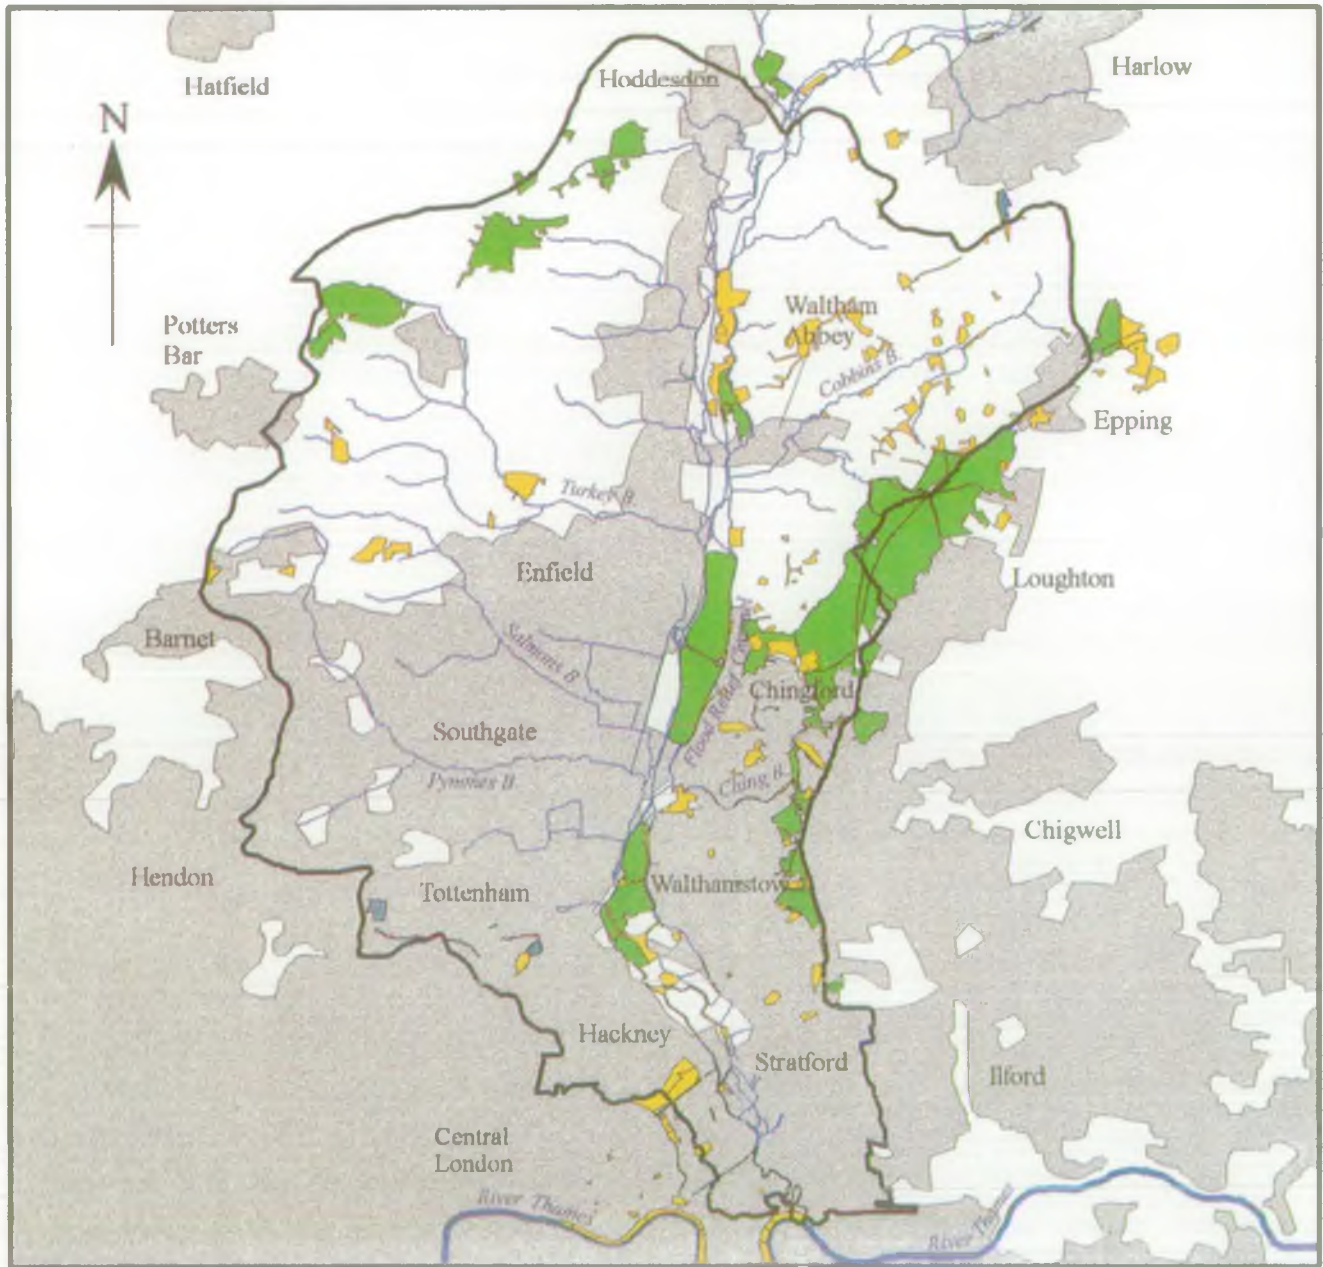 Hatfield
Hoddesdon
Harlow
N
Potters
Bar
Waltham
Abbey
Cobbins B.
Epping
Turkey B.
Enfield
Loughton
Barnet
Salmons B
Flood Relief Channel
Chingford
Southgate
Pymmes B.
Ching B.
Chigwell
Hendon
Tottenham
Walthamstow
Hackney
Stratford
Ilford
Central
London
River Thames
River Thames